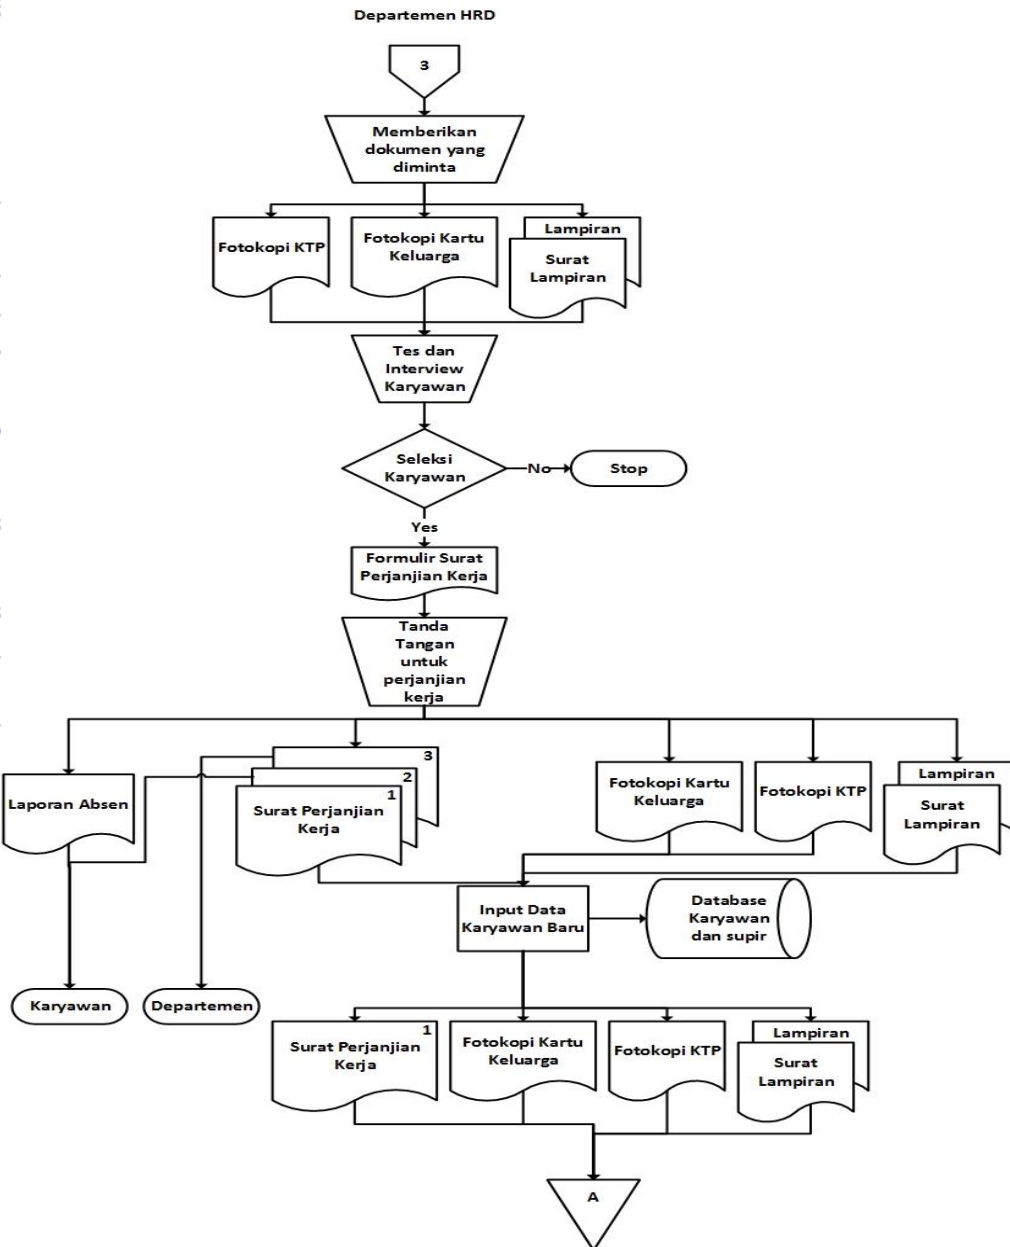 Departemen HRD
3
Memberikan
dokumen yang
diminta
Fotokopi KTP
Fotokopi Kartu
Keluarga
Lampiran
Surat
Lampiran
Tes dan
Interview
Karyawan
Seleksi
Karyawan
No
Stop
Yes
Formulir Surat
Perjanjian Kerja
Tanda
Tangan
untuk
perjanjian
kerja
Laporan Absen
3
2
1
Surat Perjanjian
Kerja
Fotokopi Kartu
Keluarga
Fotokopi KTP
Lampiran
Surat
Lampiran
Input Data
Karyawan Baru
Database
Karyawan
dan supir
Karyawan
Departemen
1
Surat Perjanjian
Kerja
Fotokopi Kartu
Keluarga
Fotokopi KTP
Lampiran
Surat
Lampiran
A